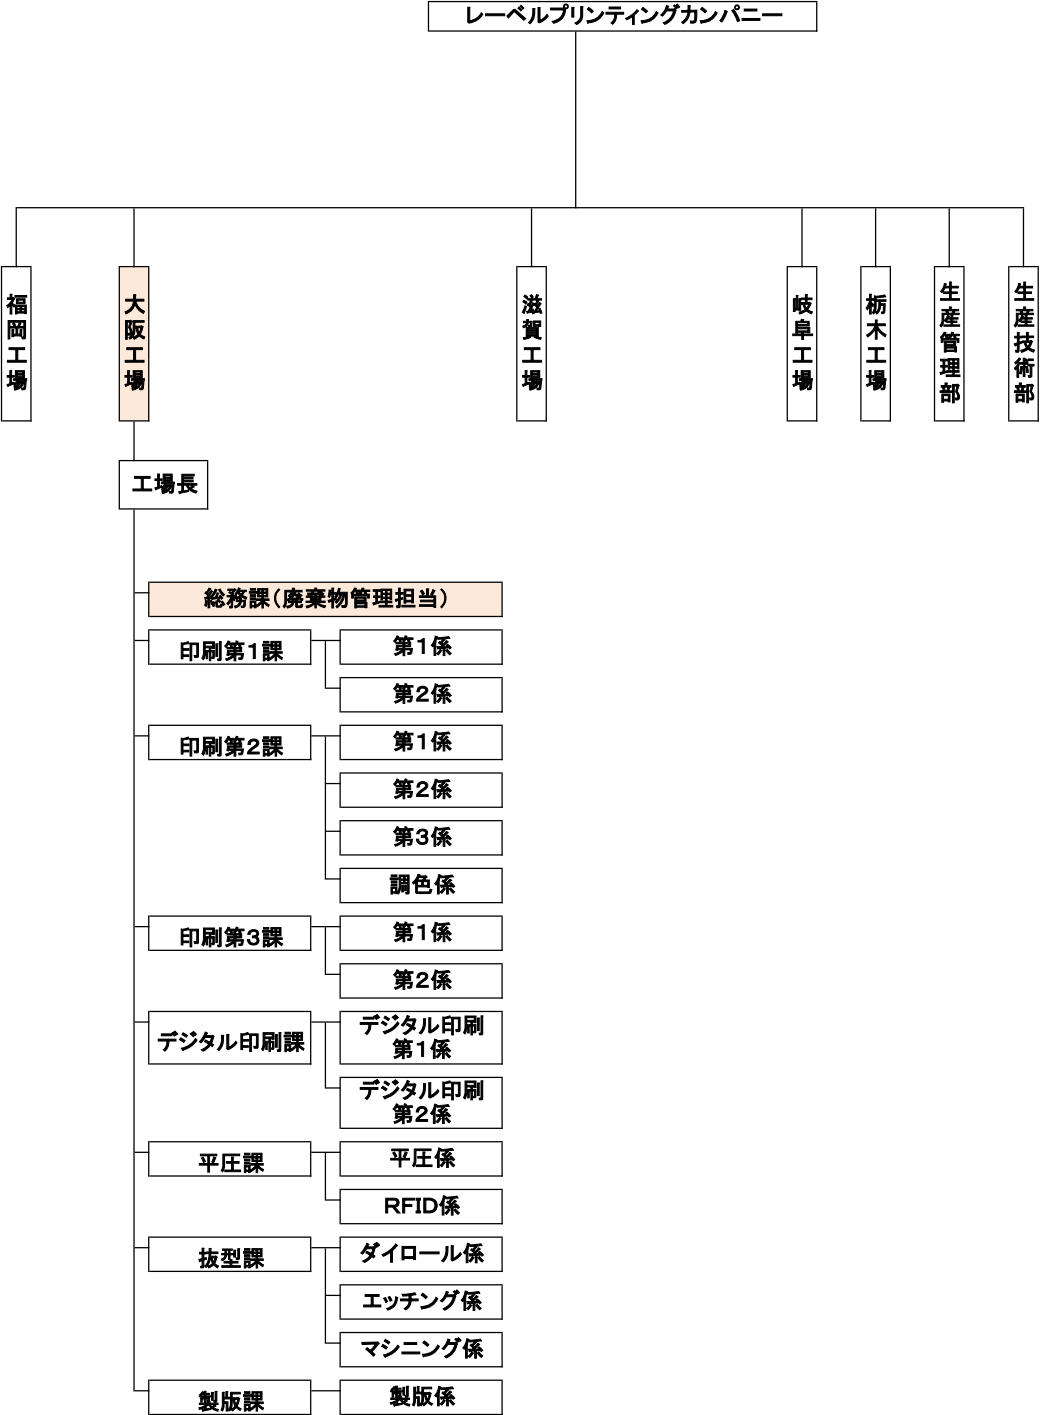 レーベルプリンティングカンパニー
福岡工場
大阪工場
滋賀工場
岐阜工場
栃木工場
生産管理部
生産技術部
工場長
総務課（廃棄物管理担当）
印刷第１課
第１係
第２係
印刷第２課
第１係
第２係
第３係
調色係
印刷第３課
第１係
第２係
デジタル印刷課
デジタル印刷
第１係
デジタル印刷
第２係
平圧課
平圧係
ＲＦＩＤ係
抜型課
ダイロール係
エッチング係
マシニング係
製版課
製版係